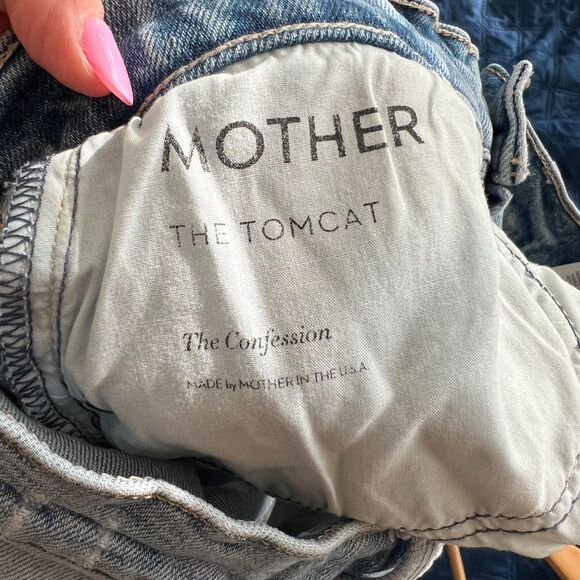 MOTHER
THE TOMCAT
The Confession
MADE by MOTHER IN THE U.S.A